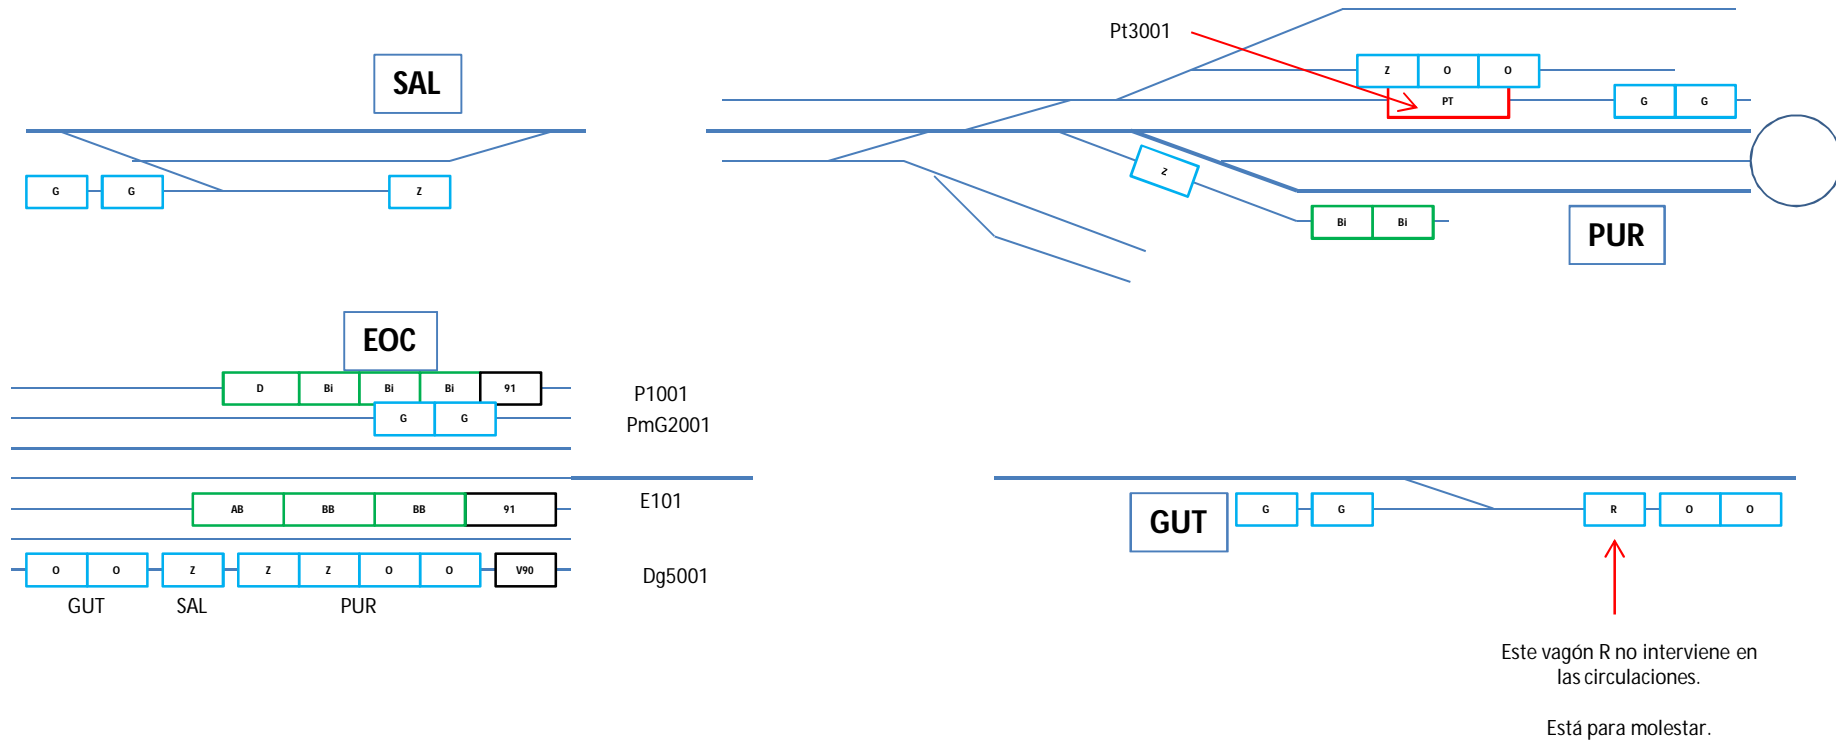 Pt3001
SAL
Z O O
PT
G G
G G Z
Z
Bi Bi
PUR
EOC
D Bi Bi Bi 91
P1001
G G
PmG2001
AB BB BB 91
E101
GUT
G G
R O O
O O Z Z Z O O V90
Dg5001
GUT SAL PUR
Este vagón R no interviene en
las circulaciones.
Está para molestar.